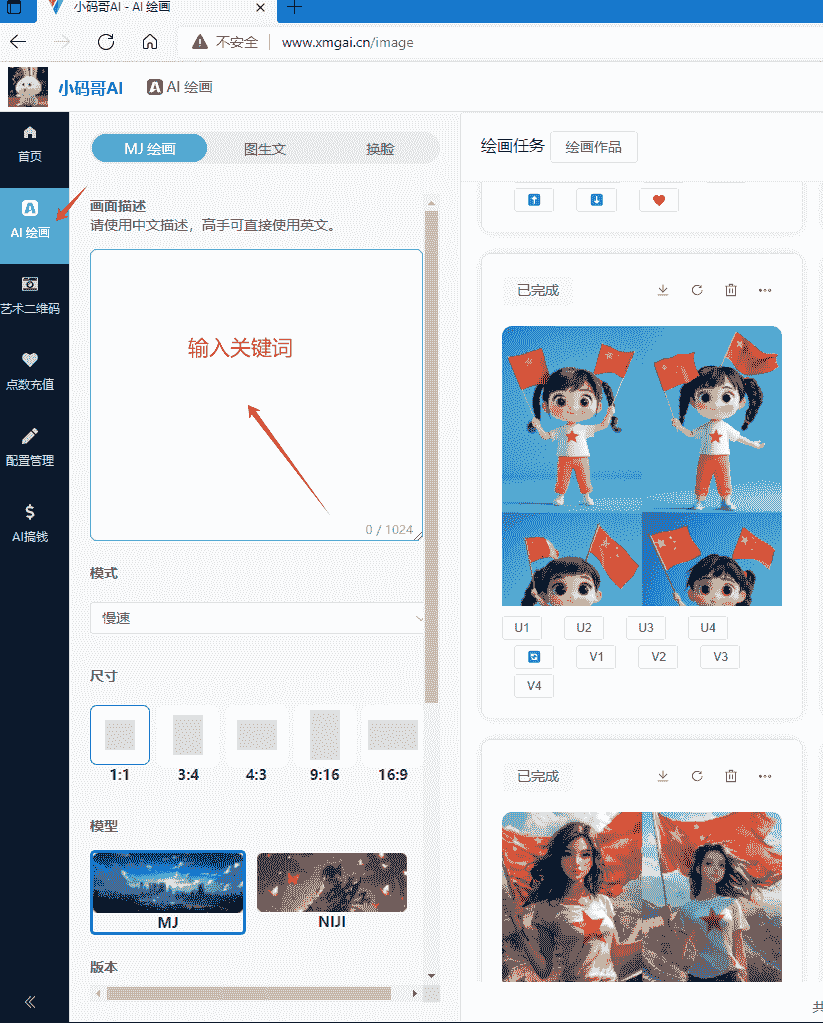 小码哥AI - AI 绘画
不安全
www.xmgai.cn/image
小码哥AI
AI 绘画
首页
AI 绘画
艺术二维码
点数充值
配置管理
AI搞钱
MJ 绘画
图生文
换脸
画面描述
请使用中文描述，高手可直接使用英文。
输入关键词
0 / 1024
模式
慢速
尺寸
1:1
3:4
4:3
9:16
16:9
模型
MJ
NIJI
版本
绘画任务
绘画作品
已完成
U1
U2
U3
U4
V1
V2
V3
V4
已完成
共